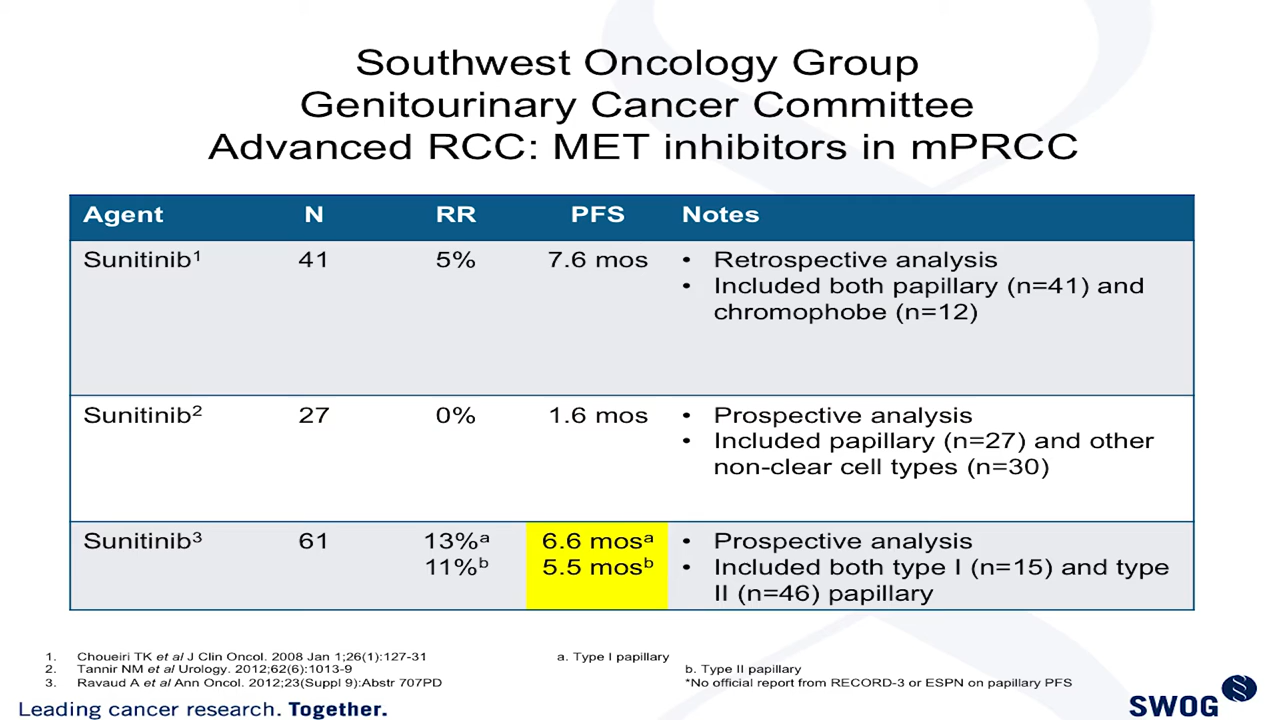 Southwest Oncology Group
Genitourinary Cancer Committee
Advanced RCC: MET inhibitors in mPRCC
Agent N RR PFS Notes
Sunitinib¹ 41 5% 7.6 mos • Retrospective analysis
• Included both papillary (n=41) and
chromophobe (n=12)
Sunitinib² 27 0% 1.6 mos • Prospective analysis
• Included papillary (n=27) and other
non-clear cell types (n=30)
Sunitinib³ 61 13%ᵃ 6.6 mosᵃ • Prospective analysis
11%ᵇ 5.5 mosᵇ • Included both type I (n=15) and type
II (n=46) papillary
1. Choueiri TK et al J Clin Oncol. 2008 Jan 1;26(1):127-31 a. Type I papillary
2. Tannir NM et al Urology. 2012;62(6):1013-9 b. Type II papillary
3. Ravaud A et al Ann Oncol. 2012;23(Suppl 9):Abstr 707PD *No official report from RECORD-3 or ESPN on papillary PFS
Leading cancer research. Together. SWOG